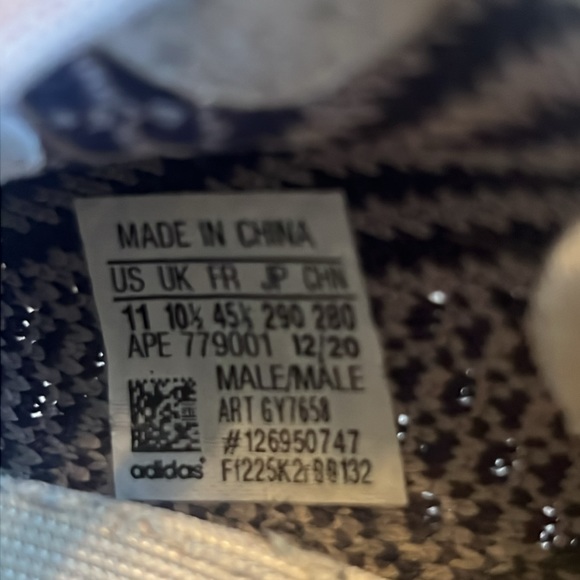 MADE IN CHINA
US UK FR JP CHN
11 10½ 45⅓ 290 280
APE 779001 12/20
MALE/MALE
ART GY7658
#126950747
adidas